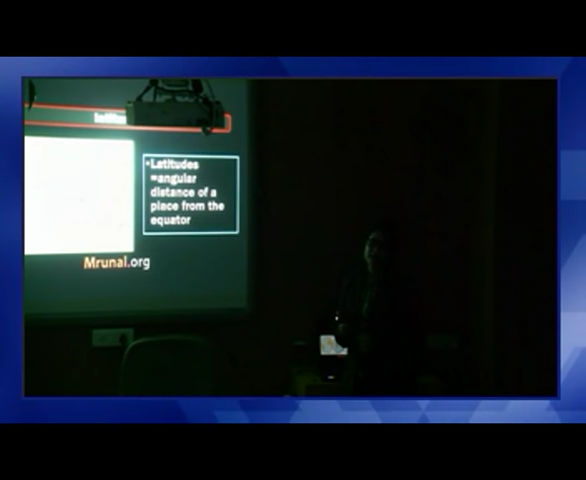 •Latitudes
=angular
distance of a
place from the
equator
Mrunal.org